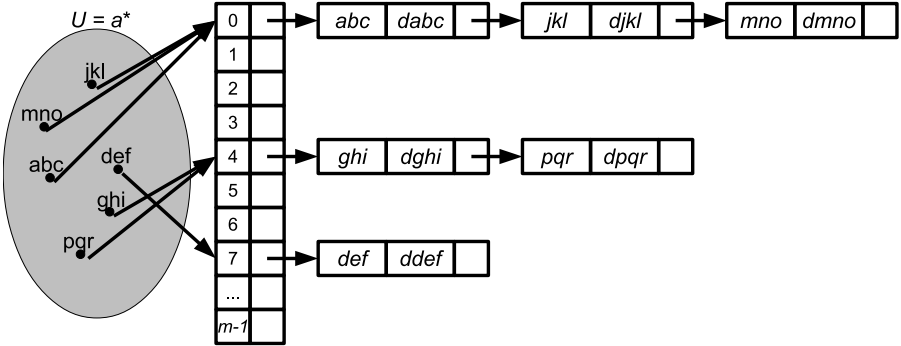 U = a*
0 abc dabc jkl djkl mno dmno
jkl
1
2
mno
3
abc def
4 ghi dghi pqr dpqr
5
ghi
6
pqr
7 def ddef
...
m-1